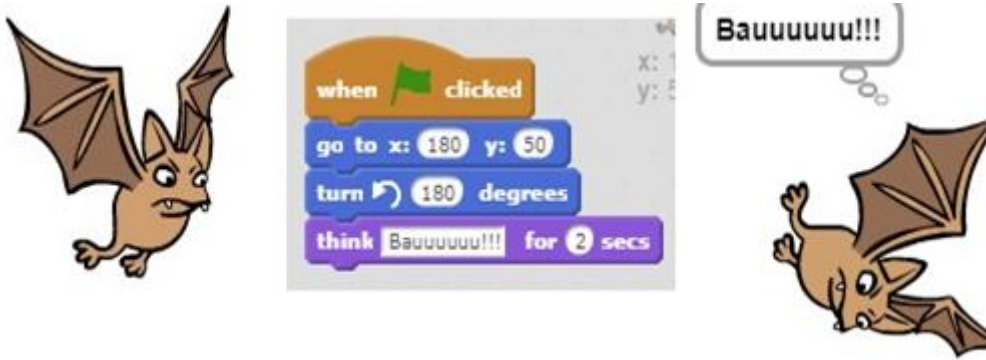 when clicked
go to x: 180 y: 50
turn 180 degrees
think Bauuuuuu!!! for 2 secs
x:
y:
Bauuuuuu!!!